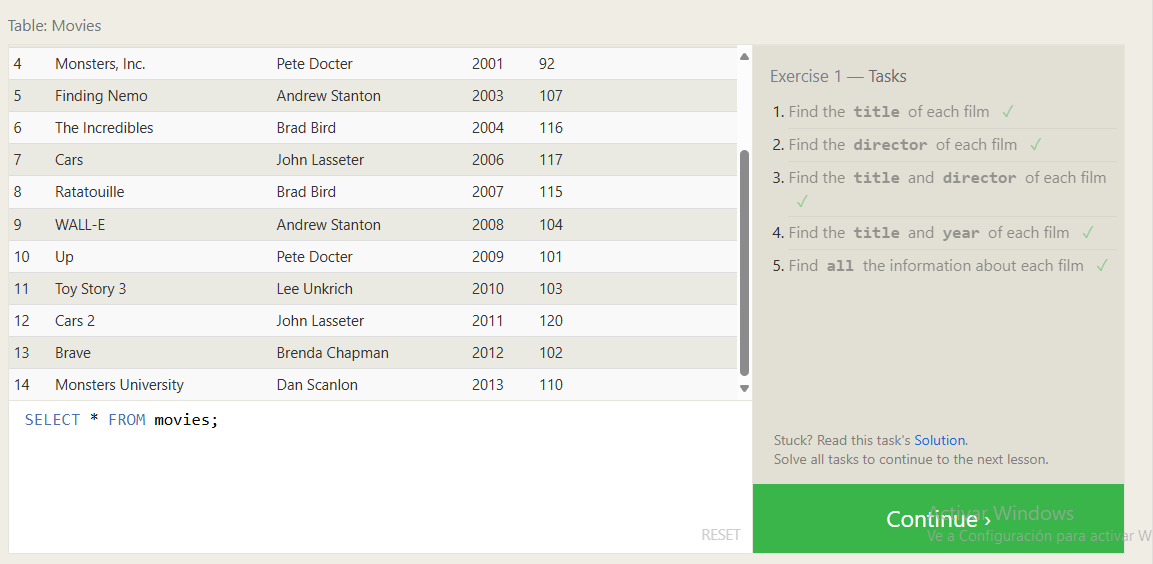 Table: Movies
4 Monsters, Inc. Pete Docter 2001 92
5 Finding Nemo Andrew Stanton 2003 107
6 The Incredibles Brad Bird 2004 116
7 Cars John Lasseter 2006 117
8 Ratatouille Brad Bird 2007 115
9 WALL-E Andrew Stanton 2008 104
10 Up Pete Docter 2009 101
11 Toy Story 3 Lee Unkrich 2010 103
12 Cars 2 John Lasseter 2011 120
13 Brave Brenda Chapman 2012 102
14 Monsters University Dan Scanlon 2013 110
SELECT * FROM movies;
RESET
Exercise 1 — Tasks
1. Find the title of each film ✓
2. Find the director of each film ✓
3. Find the title and director of each film
✓
4. Find the title and year of each film ✓
5. Find all the information about each film ✓
Stuck? Read this task's Solution.
Solve all tasks to continue to the next lesson.
Continue ›
Activar Windows
Ve a Configuración para activar W